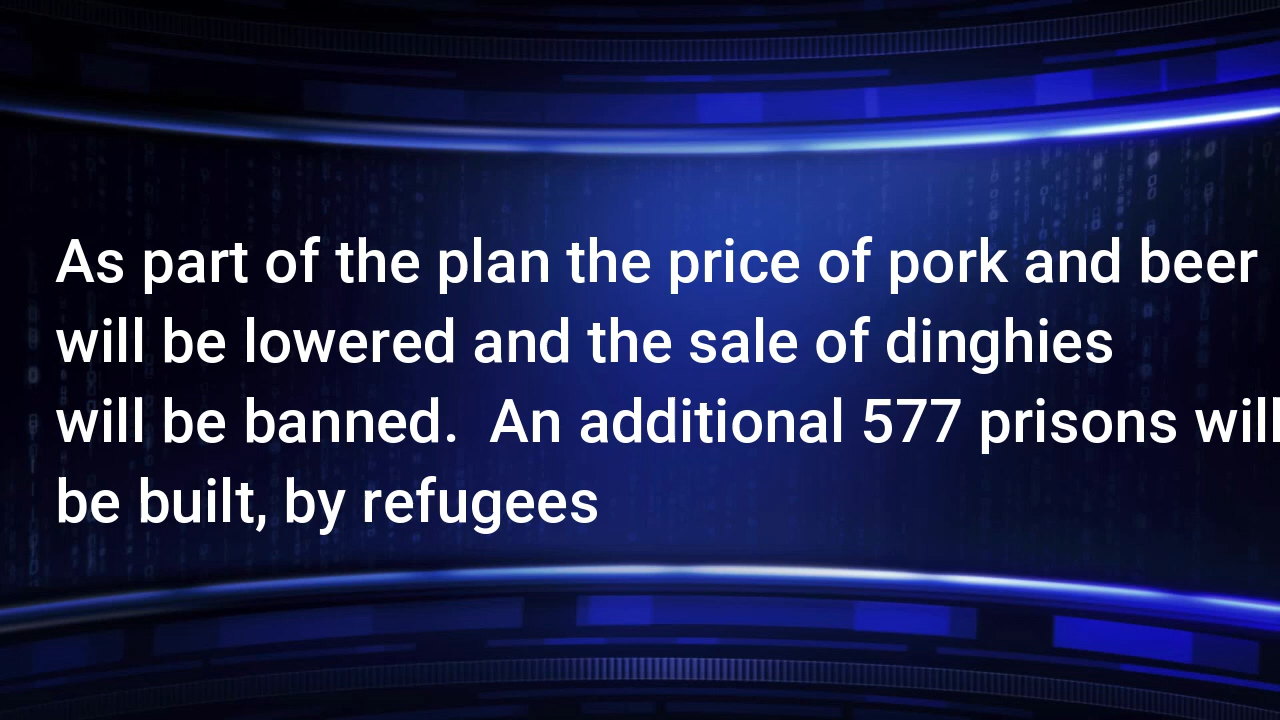 As part of the plan the price of pork and beer
will be lowered and the sale of dinghies
will be banned.  An additional 577 prisons will
be built, by refugees